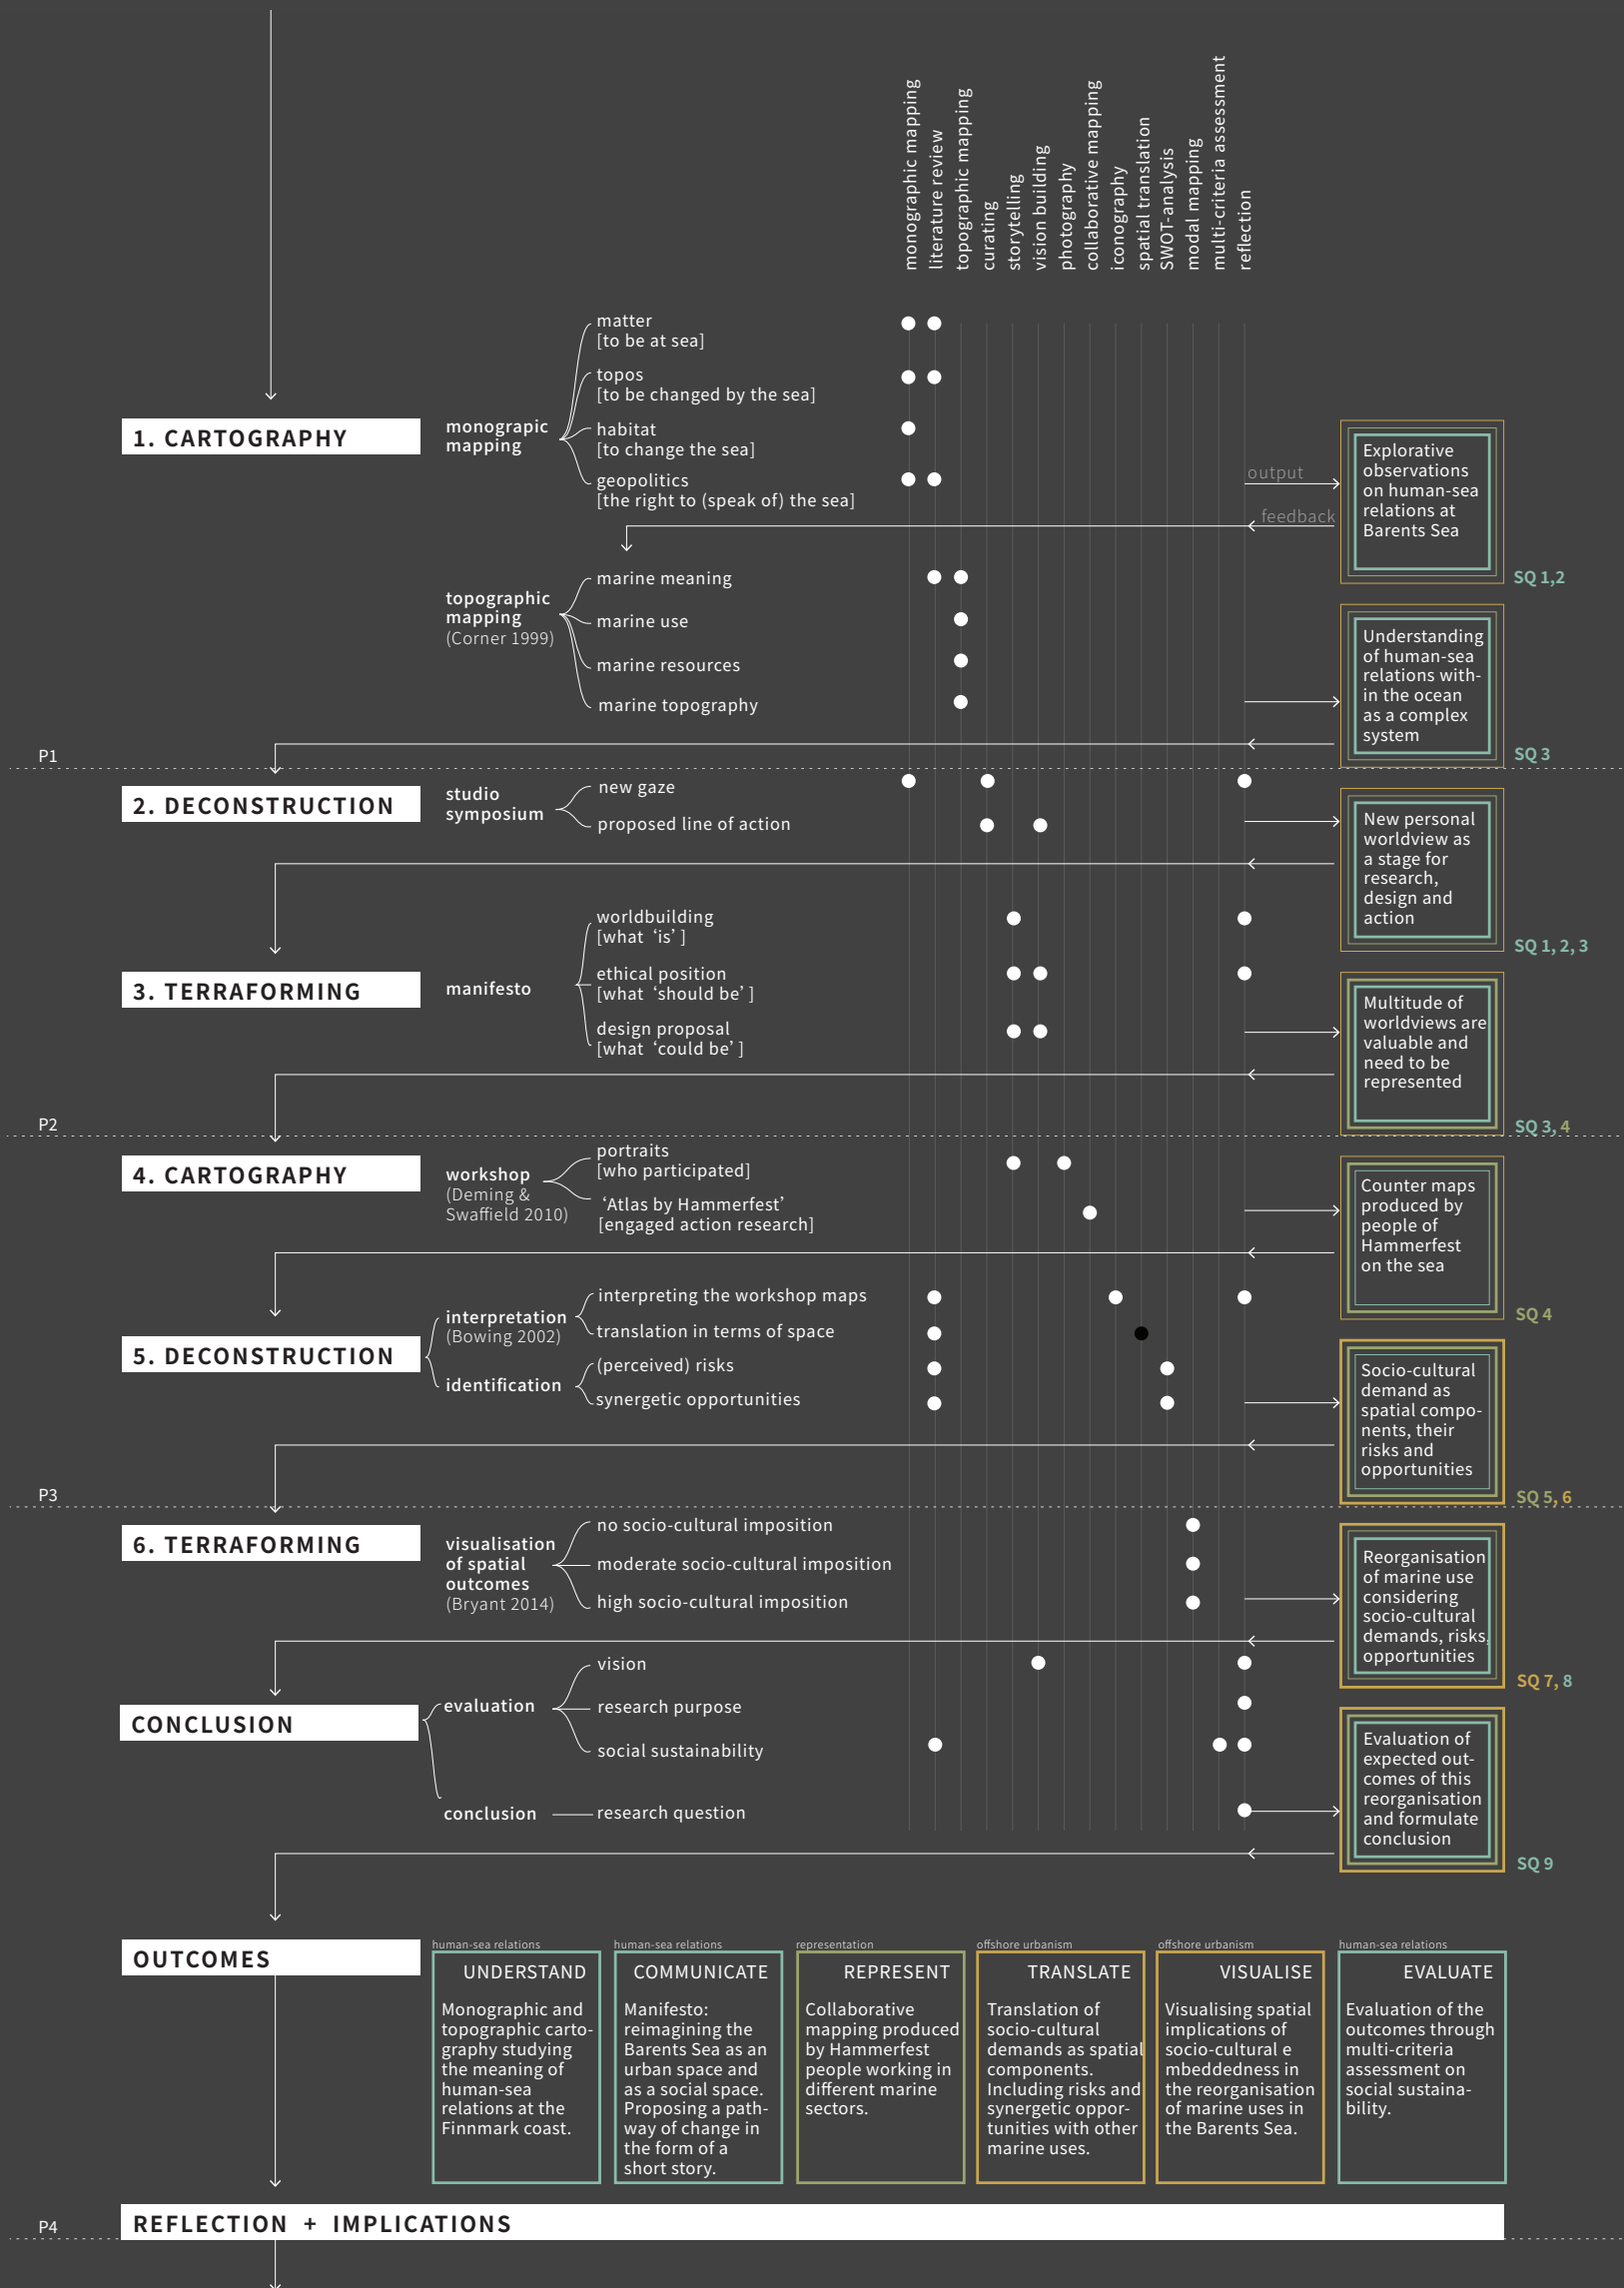 monographic mapping
literature review
topographic mapping
curating
storytelling
vision building
photography
collaborative mapping
iconography
spatial translation
SWOT-analysis
modal mapping
multi-criteria assessment
reflection
1. CARTOGRAPHY
monograpic
mapping
matter
[to be at sea]
topos
[to be changed by the sea]
habitat
[to change the sea]
geopolitics
[the right to (speak of) the sea]
output
feedback
Explorative
observations
on human-sea
relations at
Barents Sea
SQ 1,2
topographic
mapping
(Corner 1999)
marine meaning
marine use
marine resources
marine topography
Understanding
of human-sea
relations with-
in the ocean
as a complex
system
SQ 3
P1
2. DECONSTRUCTION
studio
symposium
new gaze
proposed line of action
New personal
worldview as
a stage for
research,
design and
action
SQ 1, 2, 3
3. TERRAFORMING
manifesto
worldbuilding
[what ‘is’ ]
ethical position
[what ‘should be’ ]
design proposal
[what ‘could be’ ]
Multitude of
worldviews are
valuable and
need to be
represented
SQ 3, 4
P2
4. CARTOGRAPHY
workshop
(Deming &
Swaffield 2010)
portraits
[who participated]
‘Atlas by Hammerfest’
[engaged action research]
Counter maps
produced by
people of
Hammerfest
on the sea
SQ 4
5. DECONSTRUCTION
interpretation
(Bowing 2002)
interpreting the workshop maps
translation in terms of space
identification
(perceived) risks
synergetic opportunities
Socio-cultural
demand as
spatial compo-
nents, their
risks and
opportunities
SQ 5, 6
P3
6. TERRAFORMING
visualisation
of spatial
outcomes
(Bryant 2014)
no socio-cultural imposition
moderate socio-cultural imposition
high socio-cultural imposition
Reorganisation
of marine use
considering
socio-cultural
demands, risks,
opportunities
SQ 7, 8
CONCLUSION
evaluation
vision
research purpose
social sustainability
conclusion
research question
Evaluation of
expected out-
comes of this
reorganisation
and formulate
conclusion
SQ 9
OUTCOMES
human-sea relations
UNDERSTAND
Monographic and
topographic carto-
graphy studying
the meaning of
human-sea
relations at the
Finnmark coast.
human-sea relations
COMMUNICATE
Manifesto:
reimagining the
Barents Sea as an
urban space and
as a social space.
Proposing a path-
way of change in
the form of a
short story.
representation
REPRESENT
Collaborative
mapping produced
by Hammerfest
people working in
different marine
sectors.
offshore urbanism
TRANSLATE
Translation of
socio-cultural
demands as spatial
components.
Including risks and
synergetic oppor-
tunities with other
marine uses.
offshore urbanism
VISUALISE
Visualising spatial
implications of
socio-cultural e
mbeddedness in
the reorganisation
of marine uses in
the Barents Sea.
human-sea relations
EVALUATE
Evaluation of the
outcomes through
multi-criteria
assessment on
social sustaina-
bility.
P4
REFLECTION + IMPLICATIONS